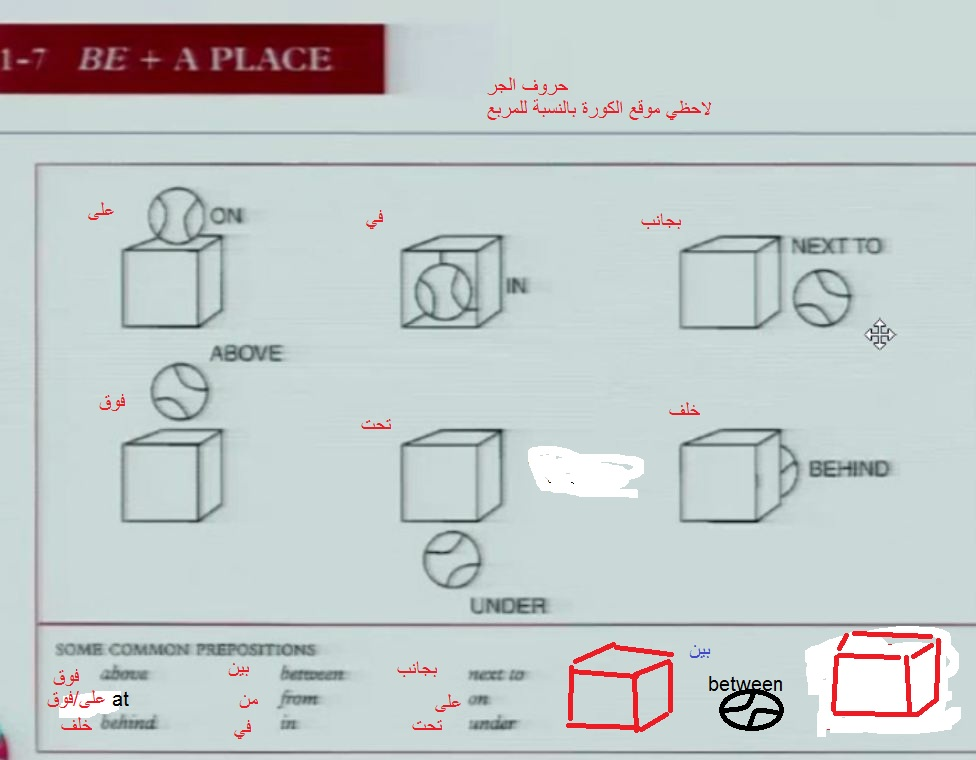 1-7 BE + A PLACE
حروف الجر
لاحظي موقع الكورة بالنسبة للمربع
على ON
في IN
بجانب NEXT TO
فوق ABOVE
تحت UNDER
خلف BEHIND
SOME COMMON PREPOSITIONS
فوق above بين between بجانب next to
على/فوق at من from على on
خلف behind في in تحت under
بين
between